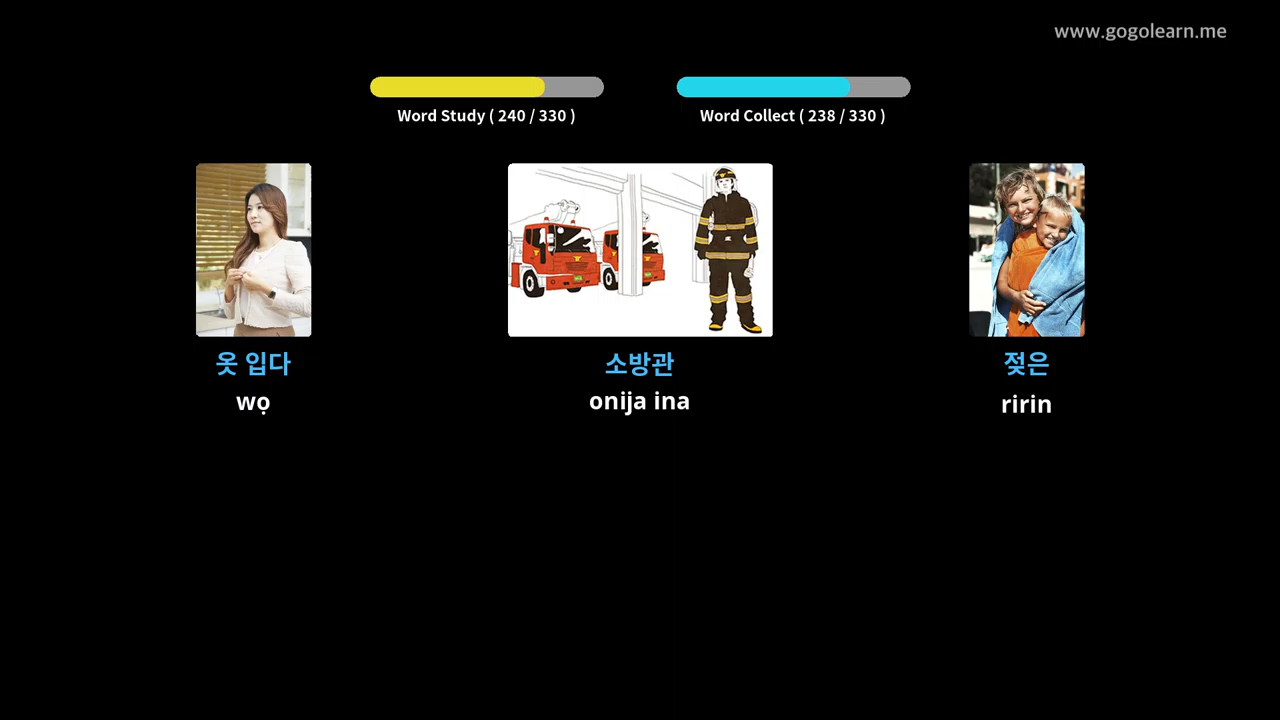 www.gogolearn.me
Word Study ( 240 / 330 )
Word Collect ( 238 / 330 )
옷 입다
소방관
젖은
wọ
onija ina
ririn